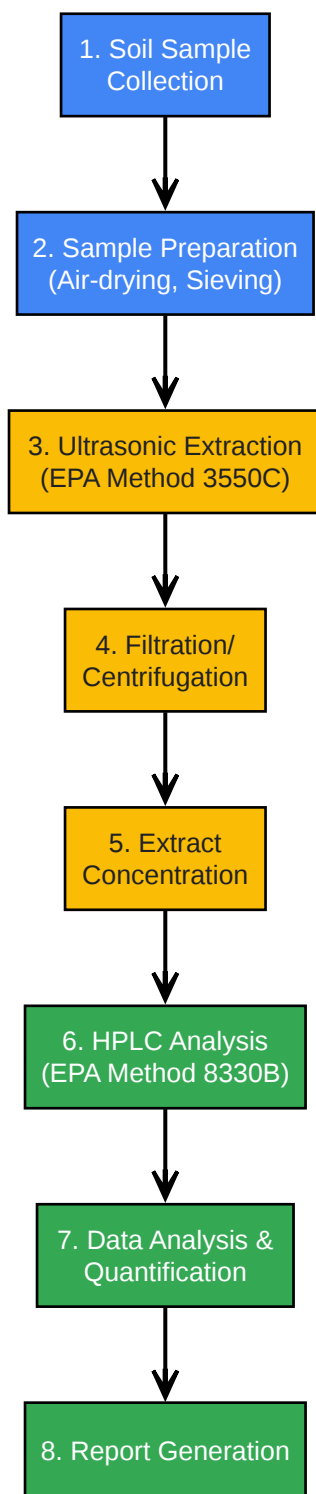 1. Soil Sample
Collection
2. Sample Preparation
(Air-drying, Sieving)
3. Ultrasonic Extraction
(EPA Method 3550C)
4. Filtration/
Centrifugation
5. Extract
Concentration
6. HPLC Analysis
(EPA Method 8330B)
7. Data Analysis &
Quantification
8. Report Generation